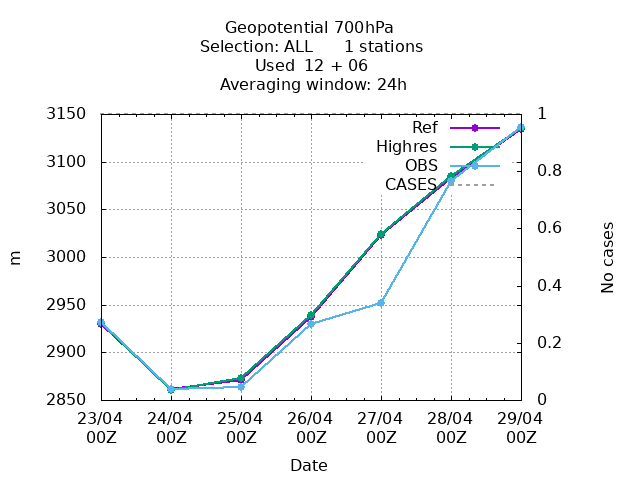 Geopotential 700hPa
Selection: ALL      1 stations
Used  12 + 06
Averaging window: 24h
3150
3100
3050
3000
2950
2900
2850
m
1
0.8
0.6
0.4
0.2
0
No cases
Ref
Highres
OBS
CASES
23/04 24/04 25/04 26/04 27/04 28/04 29/04
00Z 00Z 00Z 00Z 00Z 00Z 00Z
Date